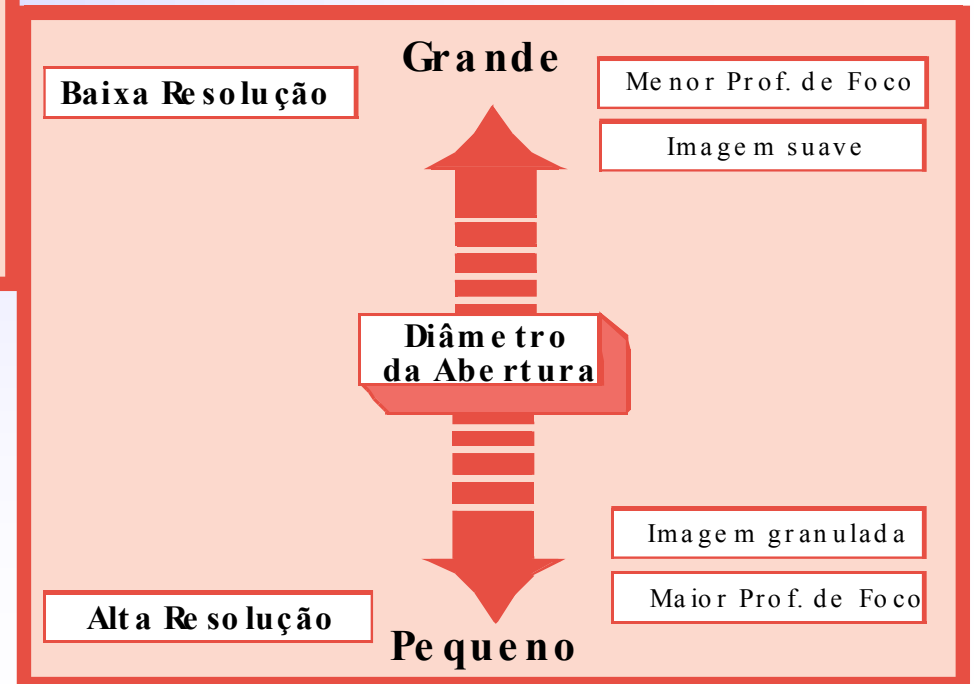 Grande
Baixa Resolução
Menor Prof. de Foco
Imagem suave
Diâmetro
da Abertura
Imagem granulada
Maior Prof. de Foco
Alta Resolução
Pequeno